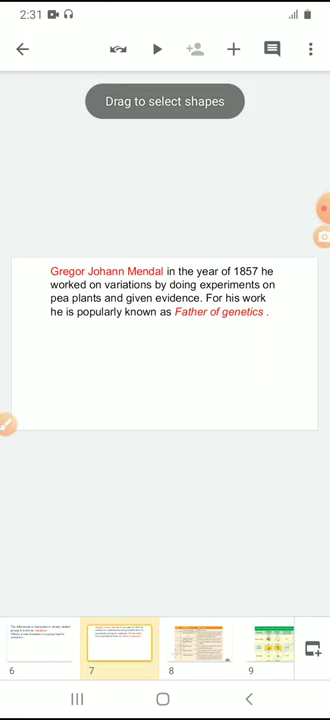 2:31
Drag to select shapes
Gregor Johann Mendal in the year of 1857 he
worked on variations by doing experiments on
pea plants and given evidence. For his work
he is popularly known as Father of genetics .
6
7
8
9